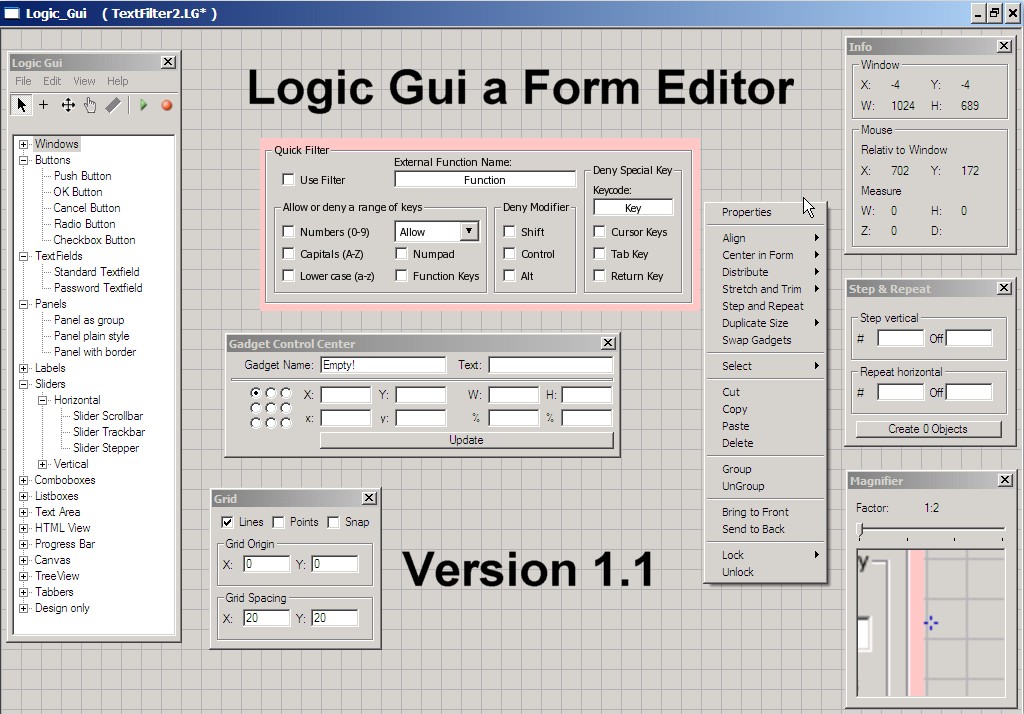 Logic_Gui ( TextFilter2.LG* )
Logic Gui
File Edit View Help
Windows
Buttons
Push Button
OK Button
Cancel Button
Radio Button
Checkbox Button
TextFields
Standard Textfield
Password Textfield
Panels
Panel as group
Panel plain style
Panel with border
Labels
Sliders
Horizontal
Slider Scrollbar
Slider Trackbar
Slider Stepper
Vertical
Comboboxes
Listboxes
Text Area
HTML View
Progress Bar
Canvas
TreeView
Tabbers
Design only
Logic Gui a Form Editor
Quick Filter
Use Filter
External Function Name:
Function
Allow or deny a range of keys
Numbers (0-9)
Allow
Capitals (A-Z)
Numpad
Lower case (a-z)
Function Keys
Deny Modifier
Shift
Control
Alt
Deny Special Key
Keycode:
Key
Cursor Keys
Tab Key
Return Key
Gadget Control Center
Gadget Name: Empty! Text:
X: Y: W: H:
x: y: % %
Update
Grid
Lines Points Snap
Grid Origin
X: 0 Y: 0
Grid Spacing
X: 20 Y: 20
Version 1.1
Properties
Align
Center in Form
Distribute
Stretch and Trim
Step and Repeat
Duplicate Size
Swap Gadgets
Select
Cut
Copy
Paste
Delete
Group
UnGroup
Bring to Front
Send to Back
Lock
Unlock
Info
Window
X: -4 Y: -4
W: 1024 H: 689
Mouse
Relativ to Window
X: 702 Y: 172
Measure
W: 0 H: 0
Z: 0 D:
Step & Repeat
Step vertical
# Off
Repeat horizontal
# Off
Create 0 Objects
Magnifier
Factor: 1:2
y